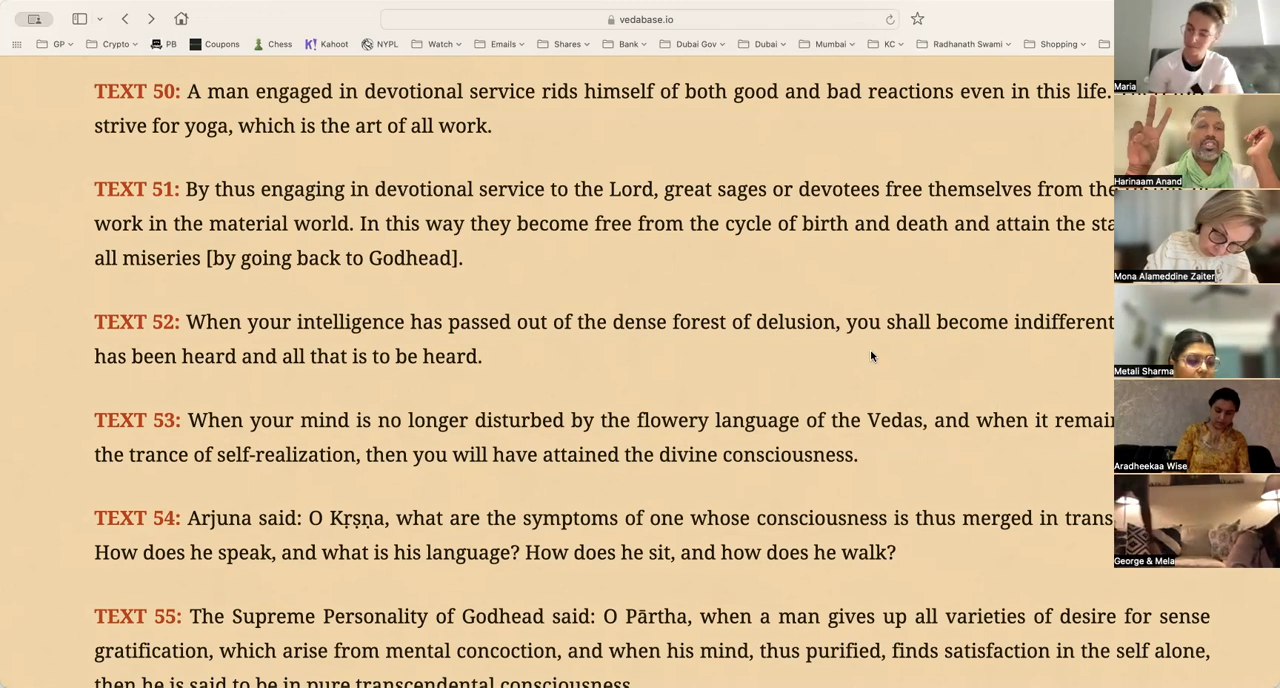 vedabase.io
GP Crypto PB Coupons Chess K! Kahoot NYPL Watch Emails Shares Bank Dubai Gov Dubai Mumbai KC Radhanath Swami Shopping
TEXT 50: A man engaged in devotional service rids himself of both good and bad reactions even in this life.
strive for yoga, which is the art of all work.
TEXT 51: By thus engaging in devotional service to the Lord, great sages or devotees free themselves from the
work in the material world. In this way they become free from the cycle of birth and death and attain the sta
all miseries [by going back to Godhead].
TEXT 52: When your intelligence has passed out of the dense forest of delusion, you shall become indifferent
has been heard and all that is to be heard.
TEXT 53: When your mind is no longer disturbed by the flowery language of the Vedas, and when it remain
the trance of self-realization, then you will have attained the divine consciousness.
TEXT 54: Arjuna said: O Kṛṣṇa, what are the symptoms of one whose consciousness is thus merged in trans
How does he speak, and what is his language? How does he sit, and how does he walk?
TEXT 55: The Supreme Personality of Godhead said: O Pārtha, when a man gives up all varieties of desire for sense
gratification, which arise from mental concoction, and when his mind, thus purified, finds satisfaction in the self alone,
then he is said to be in pure transcendental consciousness.
Maria
Harinaam Anand
Mona Alameddine Zaiter
Metali Sharma
Aradheekaa Wise
George & Mela